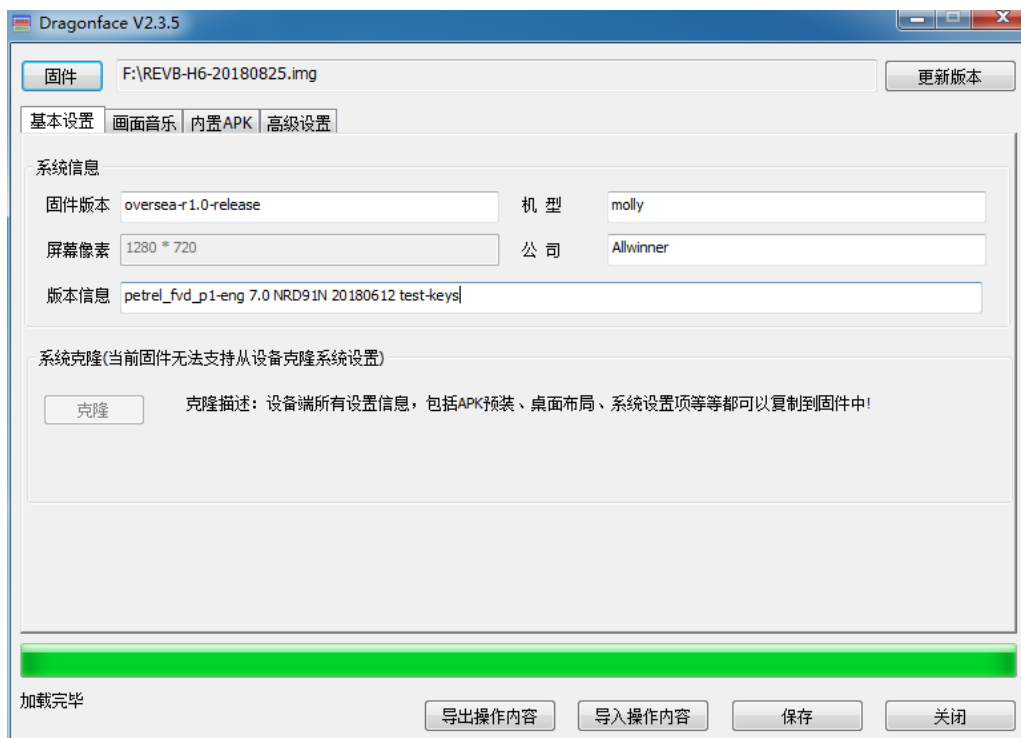 Dragonface V2.3.5
固件 F:\REVB-H6-20180825.img 更新版本
基本设置 画面音乐 内置APK 高级设置
系统信息
固件版本 oversea-r1.0-release 机 型 molly
屏幕像素 1280 * 720 公 司 Allwinner
版本信息 petrel_fvd_p1-eng 7.0 NRD91N 20180612 test-keys
系统克隆(当前固件无法支持从设备克隆系统设置)
克隆 克隆描述：设备端所有设置信息，包括APK预装、桌面布局、系统设置项等等都可以复制到固件中!
加载完毕
导出操作内容 导入操作内容 保存 关闭